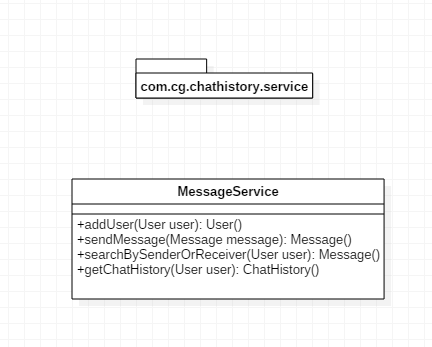 com.cg.chathistory.service
MessageService
+addUser(User user): User()
+sendMessage(Message message): Message()
+searchBySenderOrReceiver(User user): Message()
+getChatHistory(User user): ChatHistory()